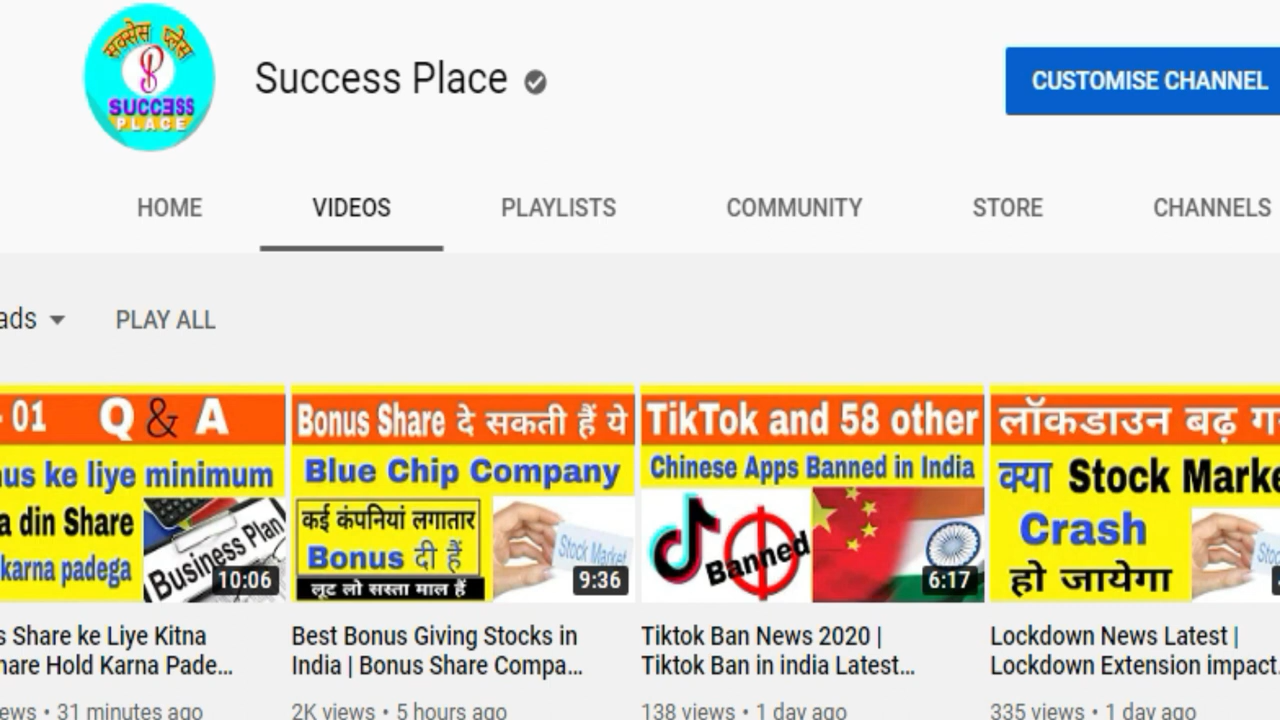 सक्सेस प्लेस
SUCCESS
PLACE
Success Place
CUSTOMISE CHANNEL
HOME
VIDEOS
PLAYLISTS
COMMUNITY
STORE
CHANNELS
PLAY ALL
01 Q & A
ke liye minimum
din Share
karna padega
Business Plan
10:06
Share ke Liye Kitna
Hold Karna Pade...
31 minutes ago
Bonus Share दे सकती हैं ये
Blue Chip Company
कई कंपनियां लगातार
Bonus दी हैं
लूट लो सस्ता माल हैं
Stock Market
9:36
Best Bonus Giving Stocks in
India | Bonus Share Compa...
2K views • 5 hours ago
TikTok and 58 other
Chinese Apps Banned in India
Banned
6:17
Tiktok Ban News 2020 |
Tiktok Ban in india Latest...
138 views • 1 day ago
लॉकडाउन बढ़
क्या Stock
Crash
हो जायेगा
Lockdown News Latest |
Lockdown Extension impact
335 views • 1 day ago